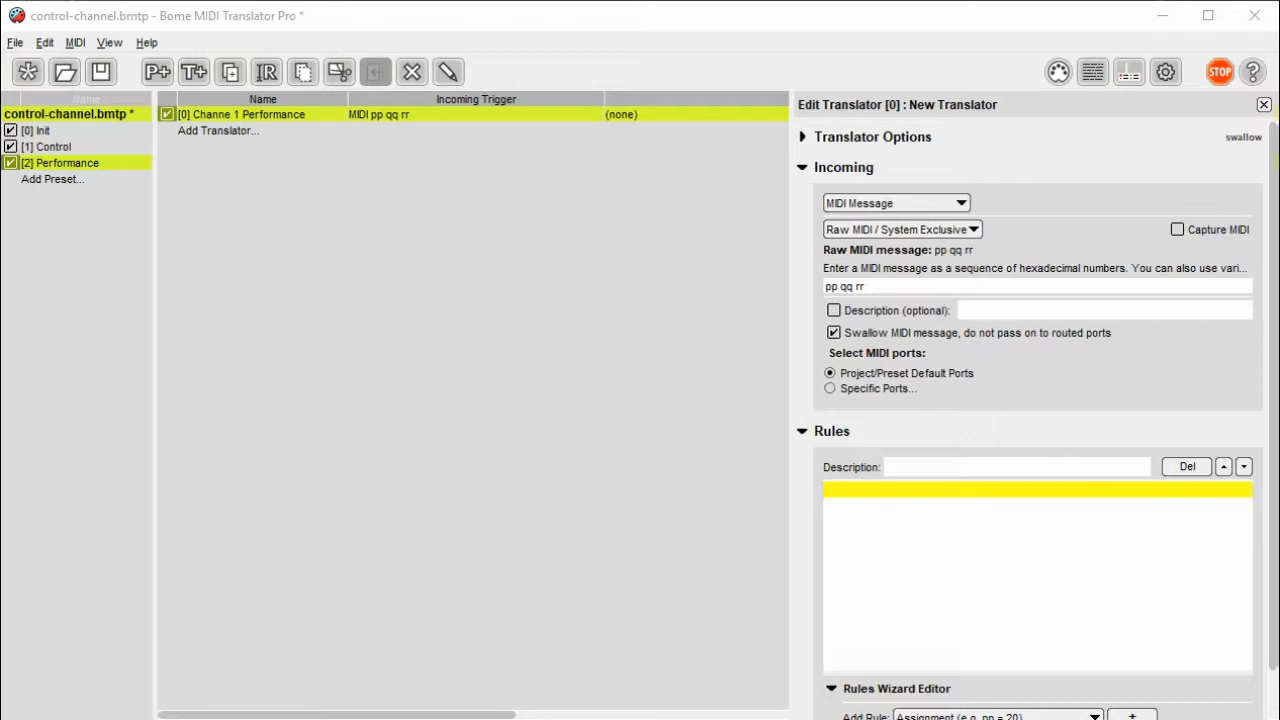 control-channel.bmtp * - Bome MIDI Translator Pro *
File Edit MIDI View Help
P+ T+ IR STOP ?
Name
control-channel.bmtp *
[0] Init
[1] Control
[2] Performance
Add Preset...
Name Incoming Trigger
[0] Channe 1 Performance MIDI pp qq rr (none)
Add Translator...
Edit Translator [0] : New Translator
Translator Options swallow
Incoming
MIDI Message
Raw MIDI / System Exclusive Capture MIDI
Raw MIDI message: pp qq rr
Enter a MIDI message as a sequence of hexadecimal numbers. You can also use vari...
pp qq rr
Description (optional):
Swallow MIDI message, do not pass on to routed ports
Select MIDI ports:
Project/Preset Default Ports
Specific Ports...
Rules
Description: Del
Rules Wizard Editor
Add Rule: Assignment (e.g. pp = 20) +